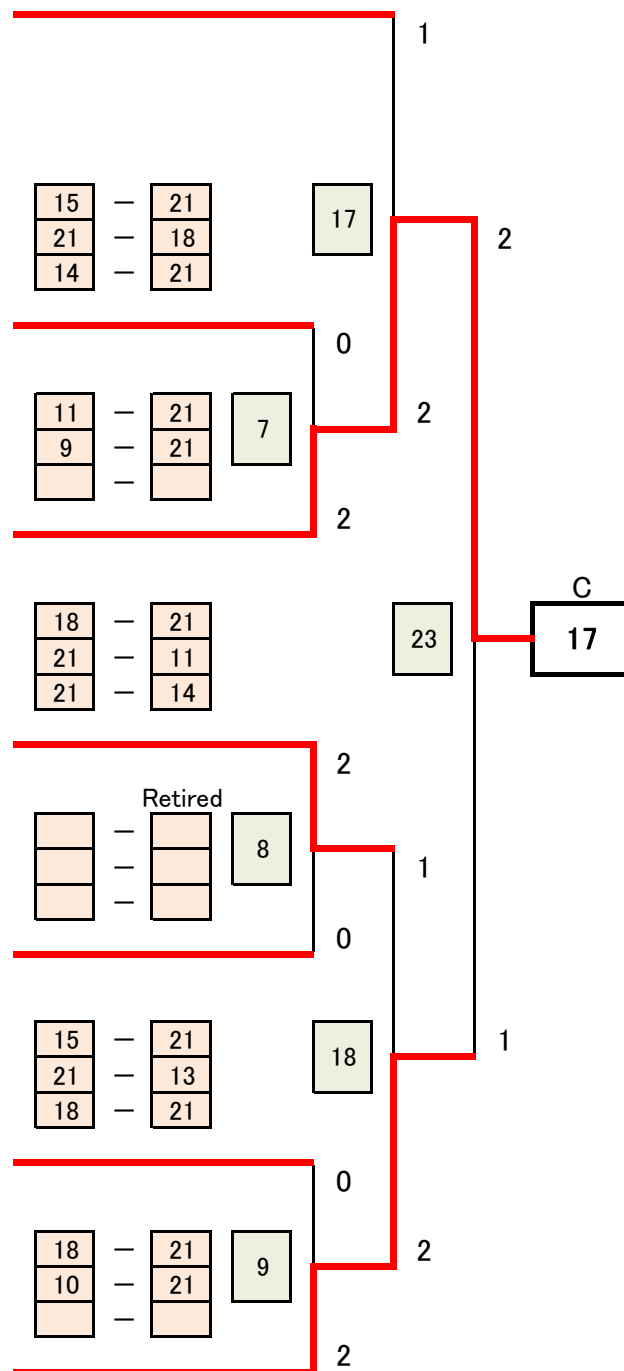 1
15 － 21 17
21 － 18 2
14 － 21
0
11 － 21 7 2
9 － 21
－
2
C
18 － 21 23 17
21 － 11
21 － 14
2
Retired
－ 8
－ 1
－
0
15 － 21 18 1
21 － 13
18 － 21
0
18 － 21 9 2
10 － 21
－
2